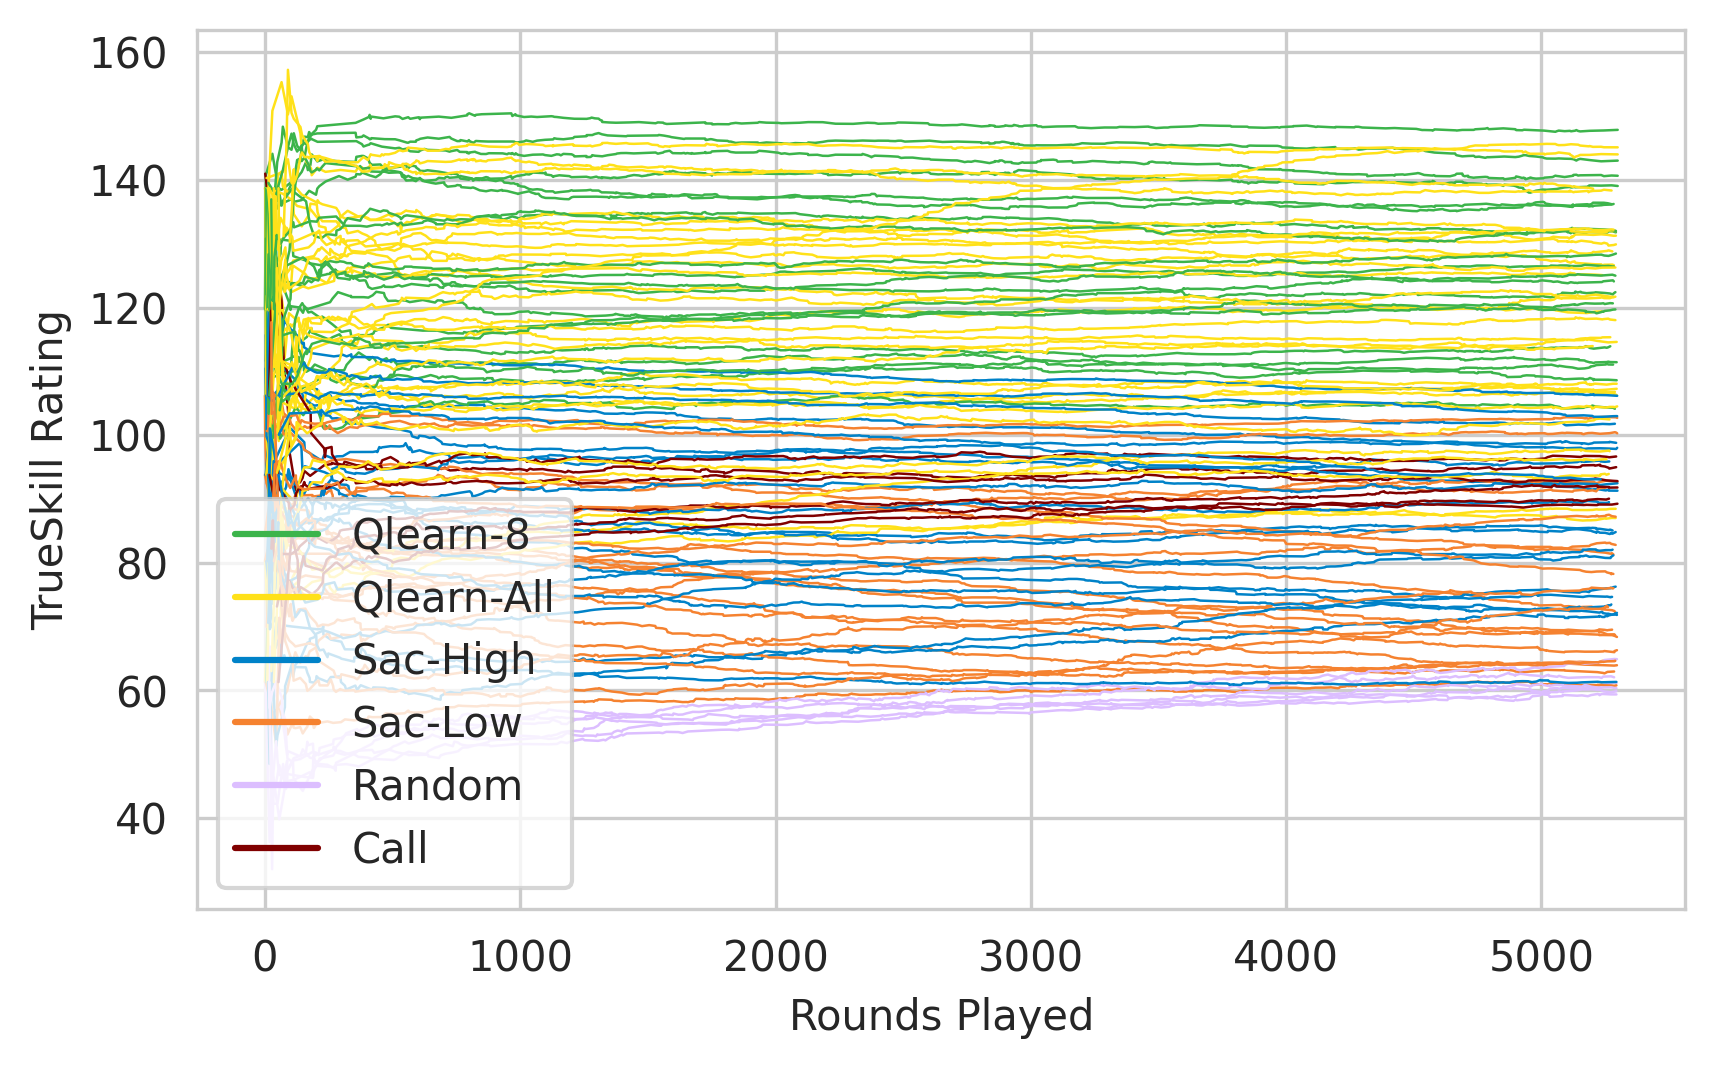 160
140
120
100
80
60
40
TrueSkill Rating
Qlearn-8
Qlearn-All
Sac-High
Sac-Low
Random
Call
0 1000 2000 3000 4000 5000
Rounds Played